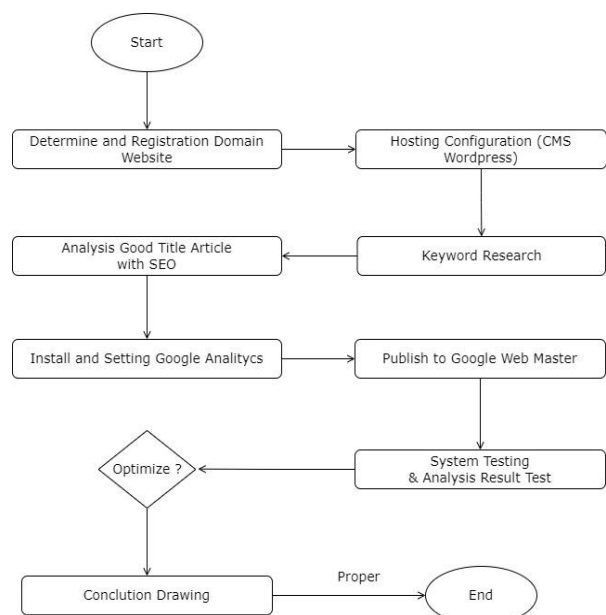 Start
Determine and Registration Domain
Website
Hosting Configuration (CMS
Wordpress)
Keyword Research
Analysis Good Title Article
with SEO
Install and Setting Google Analitycs
Publish to Google Web Master
System Testing
& Analysis Result Test
Optimize ?
Conclution Drawing
Proper
End